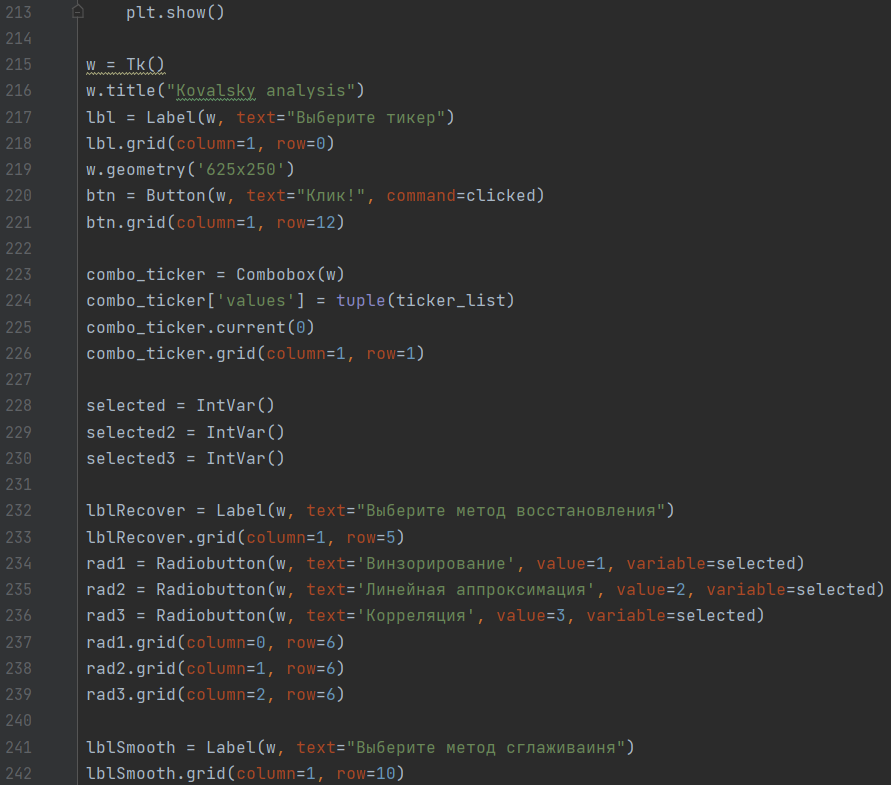 213 plt.show()
214
215 w = Tk()
216 w.title("Kovalsky analysis")
217 lbl = Label(w, text="Выберите тикер")
218 lbl.grid(column=1, row=0)
219 w.geometry('625x250')
220 btn = Button(w, text="Клик!", command=clicked)
221 btn.grid(column=1, row=12)
222
223 combo_ticker = Combobox(w)
224 combo_ticker['values'] = tuple(ticker_list)
225 combo_ticker.current(0)
226 combo_ticker.grid(column=1, row=1)
227
228 selected = IntVar()
229 selected2 = IntVar()
230 selected3 = IntVar()
231
232 lblRecover = Label(w, text="Выберите метод восстановления")
233 lblRecover.grid(column=1, row=5)
234 rad1 = Radiobutton(w, text='Винзорирование', value=1, variable=selected)
235 rad2 = Radiobutton(w, text='Линейная аппроксимация', value=2, variable=selected)
236 rad3 = Radiobutton(w, text='Корреляция', value=3, variable=selected)
237 rad1.grid(column=0, row=6)
238 rad2.grid(column=1, row=6)
239 rad3.grid(column=2, row=6)
240
241 lblSmooth = Label(w, text="Выберите метод сглаживаиня")
242 lblSmooth.grid(column=1, row=10)